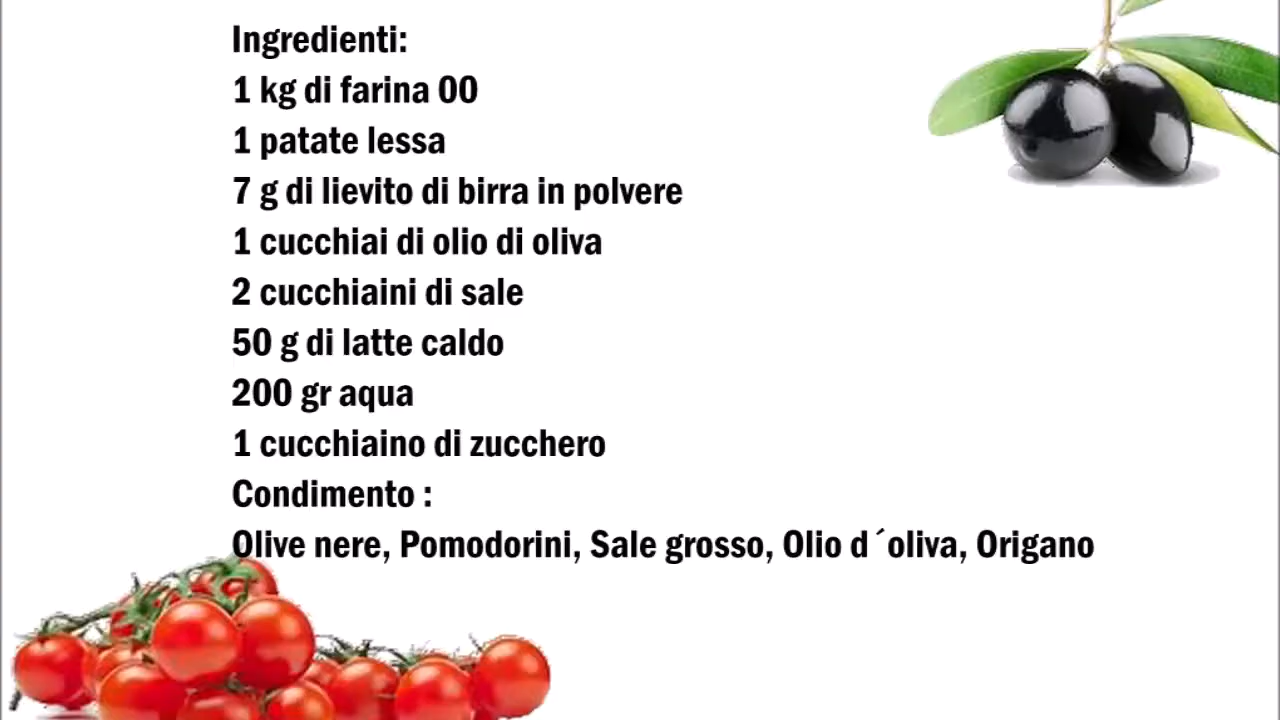 Ingredienti:
1 kg di farina 00
1 patate lessa
7 g di lievito di birra in polvere
1 cucchiai di olio di oliva
2 cucchiaini di sale
50 g di latte caldo
200 gr aqua
1 cucchiaino di zucchero
Condimento :
Olive nere, Pomodorini, Sale grosso, Olio d´oliva, Origano